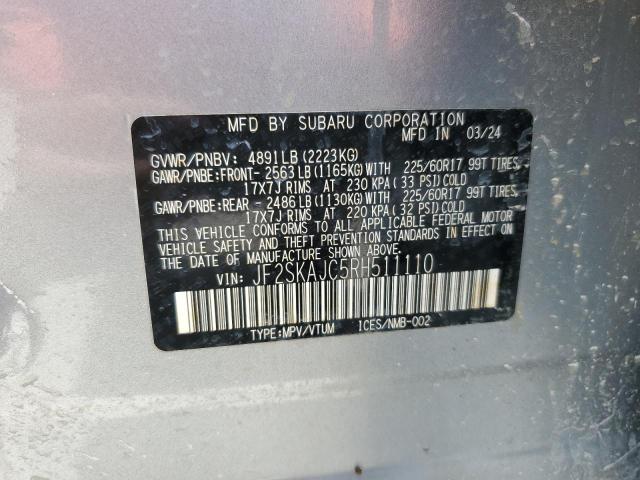 MFD BY SUBARU CORPORATION
MFD IN 03/24
GVWR/PNBV: 4891LB (2223KG)
GAWR/PNBE:FRONT- 2563LB (1165KG) WITH 225/60R17 99T TIRES,
17X7J RIMS AT 230 KPA (33 PSI) COLD
GAWR/PNBE:REAR - 2486LB (1130KG) WITH 225/60R17 99T TIRES,
17X7J RIMS AT 220 KPA (32 PSI) COLD
THIS VEHICLE CONFORMS TO ALL APPLICABLE FEDERAL MOTOR
VEHICLE SAFETY AND THEFT PREVENTION STANDARDS IN EFFECT ON
THE DATE OF MANUFACTURE SHOWN ABOVE.
VIN: JF2SKAJC5RH511110
TYPE:MPV/VTUM ICES/NMB-002